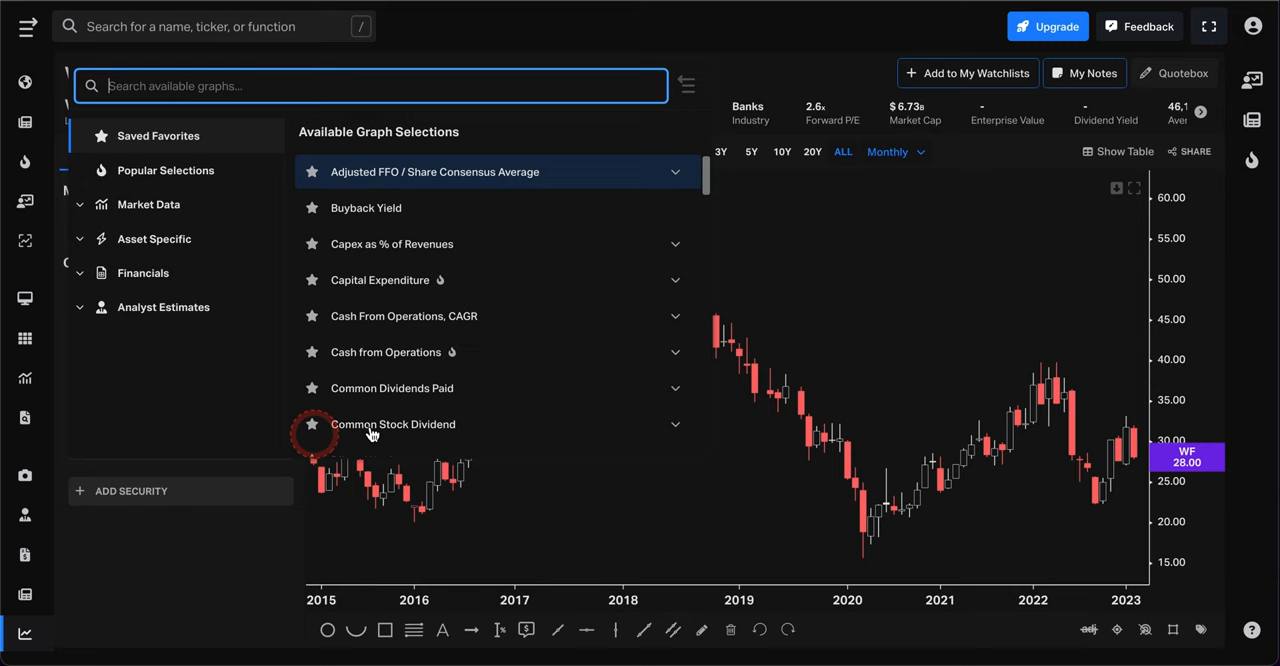 Search for a name, ticker, or function
/
Upgrade
Feedback
Search available graphs...
Add to My Watchlists
My Notes
Quotebox
Banks
Industry
2.6x
Forward P/E
$ 6.73B
Market Cap
-
Enterprise Value
-
Dividend Yield
46,1
Aver
3Y
5Y
10Y
20Y
ALL
Monthly
Show Table
SHARE
Saved Favorites
Popular Selections
Market Data
Asset Specific
Financials
Analyst Estimates
Available Graph Selections
Adjusted FFO / Share Consensus Average
Buyback Yield
Capex as % of Revenues
Capital Expenditure
Cash From Operations, CAGR
Cash from Operations
Common Dividends Paid
Common Stock Dividend
+ ADD SECURITY
60.00
55.00
50.00
45.00
40.00
35.00
30.00
WF
28.00
25.00
20.00
15.00
2015
2016
2017
2018
2019
2020
2021
2022
2023
A
adj
?